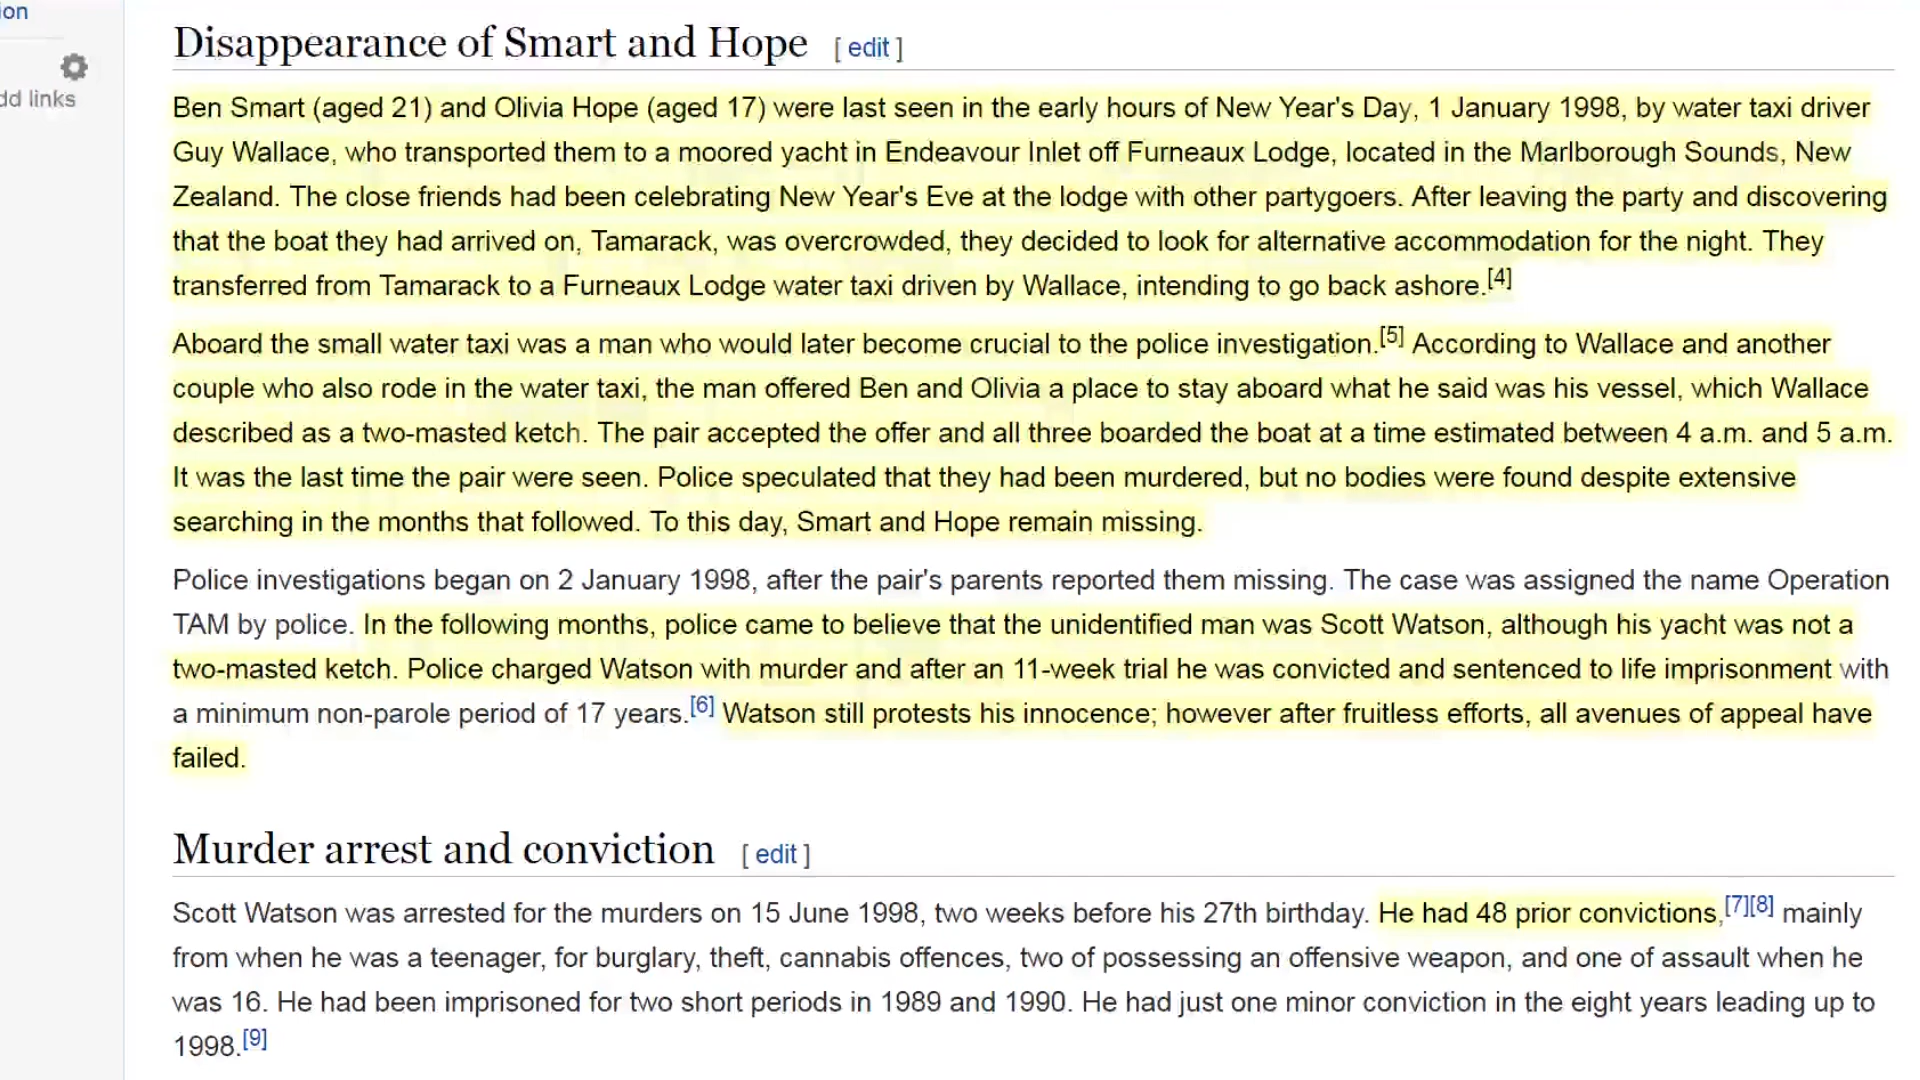 ion
dd links
Disappearance of Smart and Hope [ edit ]
Ben Smart (aged 21) and Olivia Hope (aged 17) were last seen in the early hours of New Year's Day, 1 January 1998, by water taxi driver
Guy Wallace, who transported them to a moored yacht in Endeavour Inlet off Furneaux Lodge, located in the Marlborough Sounds, New
Zealand. The close friends had been celebrating New Year's Eve at the lodge with other partygoers. After leaving the party and discovering
that the boat they had arrived on, Tamarack, was overcrowded, they decided to look for alternative accommodation for the night. They
transferred from Tamarack to a Furneaux Lodge water taxi driven by Wallace, intending to go back ashore.[4]
Aboard the small water taxi was a man who would later become crucial to the police investigation.[5] According to Wallace and another
couple who also rode in the water taxi, the man offered Ben and Olivia a place to stay aboard what he said was his vessel, which Wallace
described as a two-masted ketch. The pair accepted the offer and all three boarded the boat at a time estimated between 4 a.m. and 5 a.m.
It was the last time the pair were seen. Police speculated that they had been murdered, but no bodies were found despite extensive
searching in the months that followed. To this day, Smart and Hope remain missing.
Police investigations began on 2 January 1998, after the pair's parents reported them missing. The case was assigned the name Operation
TAM by police. In the following months, police came to believe that the unidentified man was Scott Watson, although his yacht was not a
two-masted ketch. Police charged Watson with murder and after an 11-week trial he was convicted and sentenced to life imprisonment with
a minimum non-parole period of 17 years.[6] Watson still protests his innocence; however after fruitless efforts, all avenues of appeal have
failed.
Murder arrest and conviction [ edit ]
Scott Watson was arrested for the murders on 15 June 1998, two weeks before his 27th birthday. He had 48 prior convictions,[7][8] mainly
from when he was a teenager, for burglary, theft, cannabis offences, two of possessing an offensive weapon, and one of assault when he
was 16. He had been imprisoned for two short periods in 1989 and 1990. He had just one minor conviction in the eight years leading up to
1998.[9]